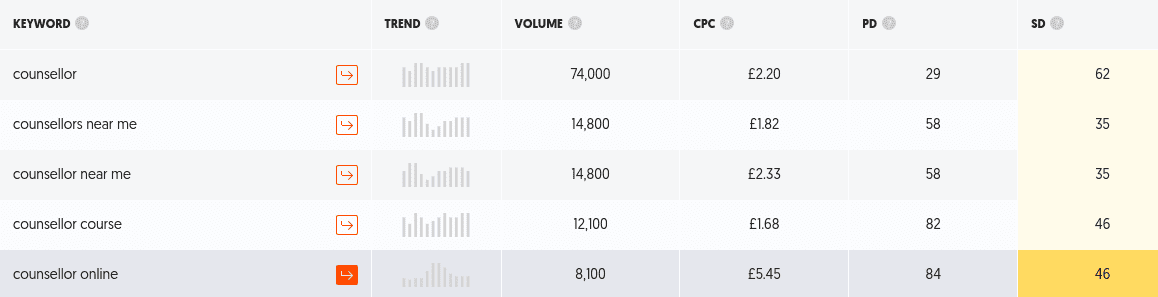 KEYWORD TREND VOLUME CPC PD SD
counsellor 74,000 £2.20 29 62
counsellors near me 14,800 £1.82 58 35
counsellor near me 14,800 £2.33 58 35
counsellor course 12,100 £1.68 82 46
counsellor online 8,100 £5.45 84 46